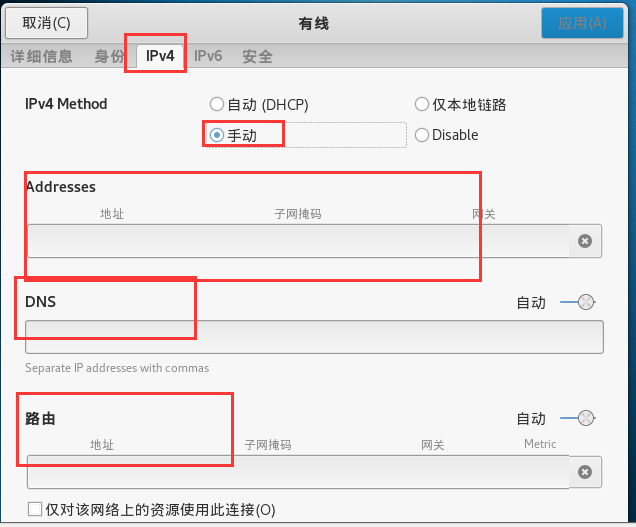 取消(C) 有线 应用(A)
详细信息 身份 IPv4 IPv6 安全
IPv4 Method 自动 (DHCP) 仅本地链路
手动 Disable
Addresses
地址 子网掩码 网关
DNS 自动
Separate IP addresses with commas
路由 自动
地址 子网掩码 网关 Metric
仅对该网络上的资源使用此连接(O)